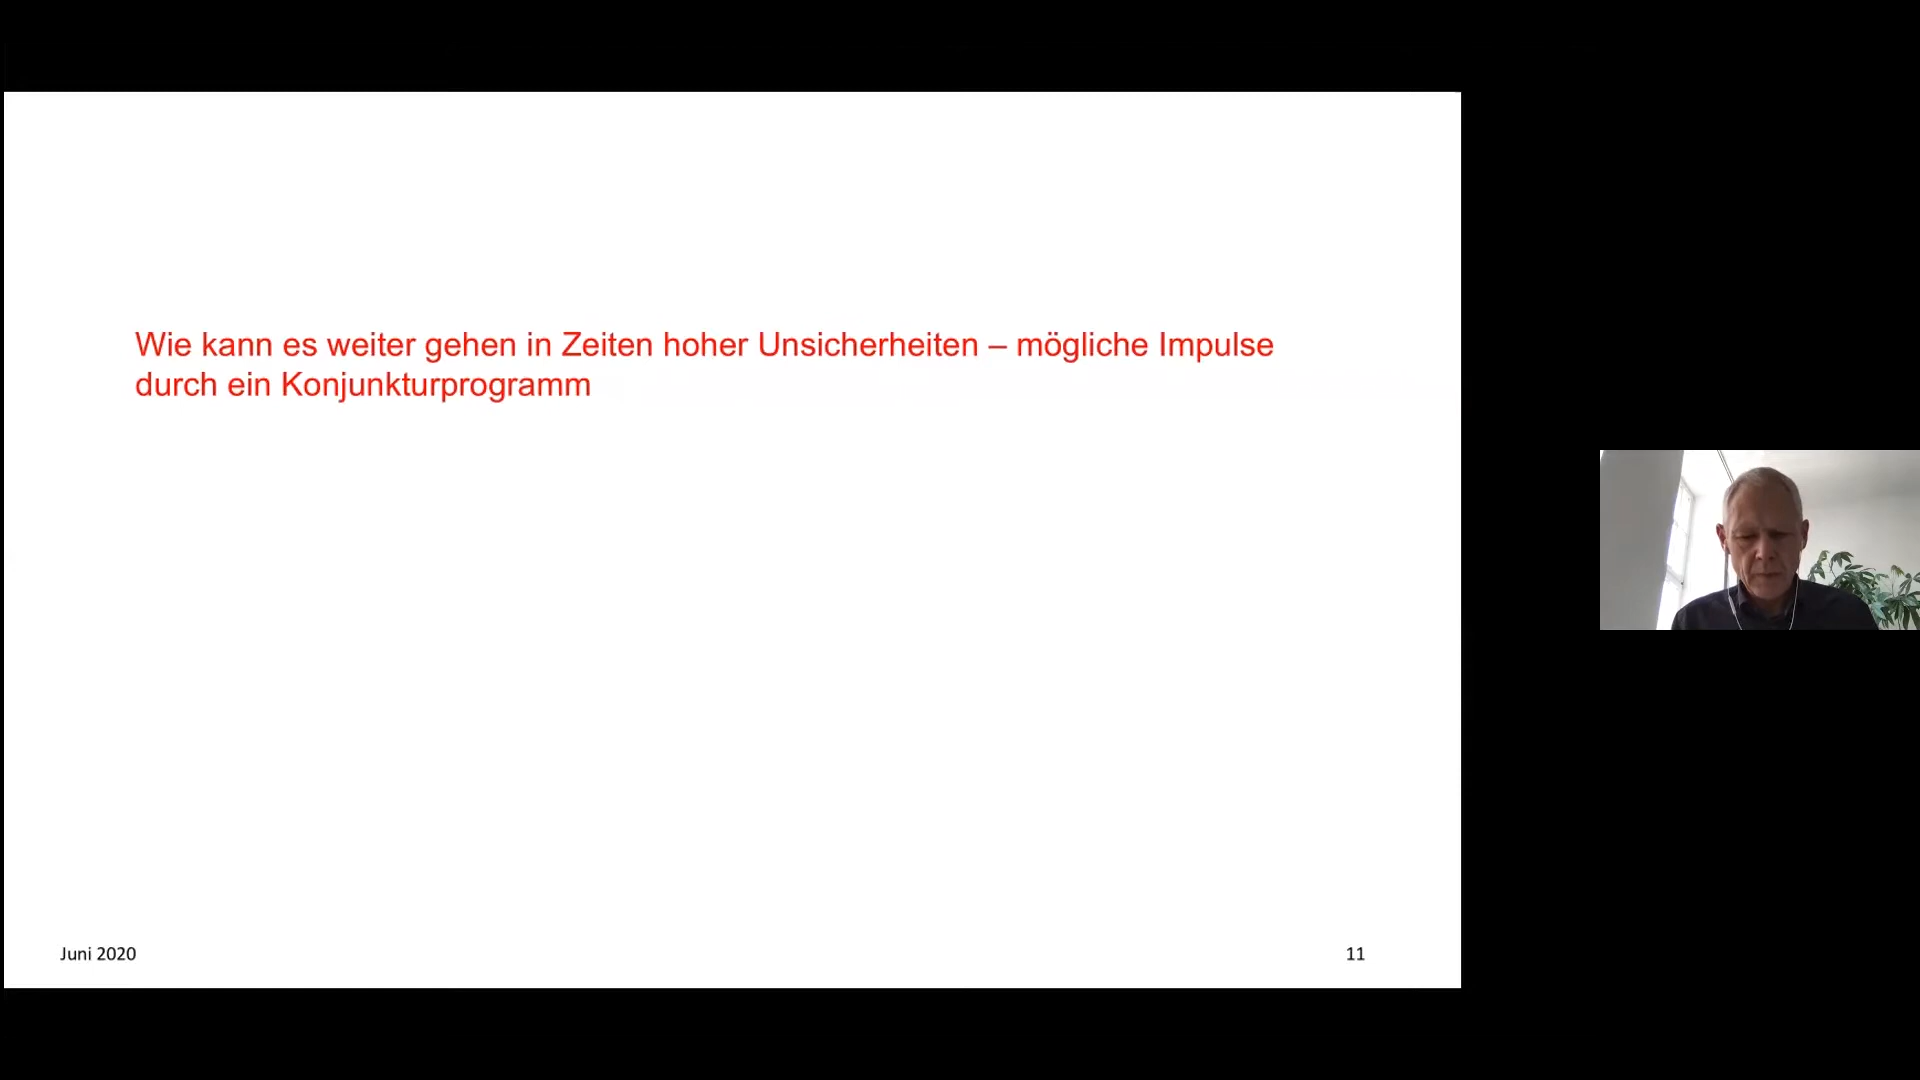 Wie kann es weiter gehen in Zeiten hoher Unsicherheiten – mögliche Impulse
durch ein Konjunkturprogramm
Juni 2020
11